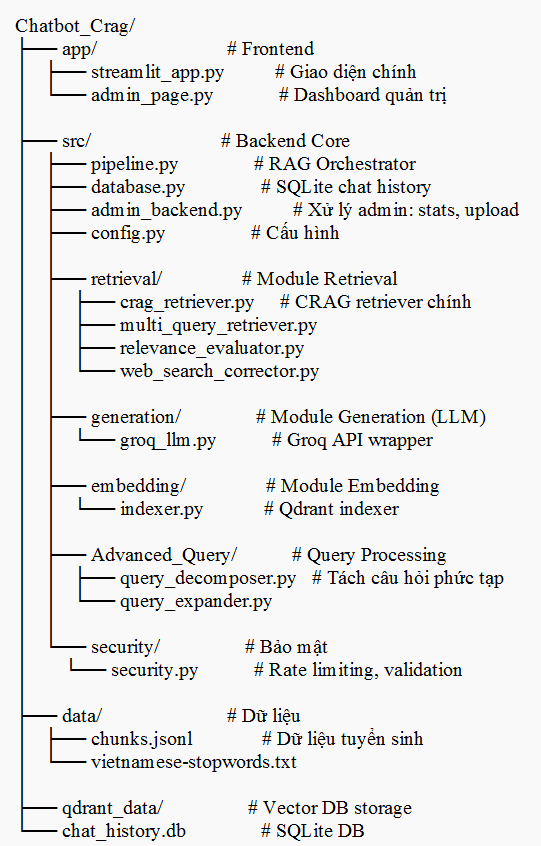 Chatbot_Crag/
├── app/ # Frontend
│ ├── streamlit_app.py # Giao diện chính
│ └── admin_page.py # Dashboard quản trị
│
├── src/ # Backend Core
│ ├── pipeline.py # RAG Orchestrator
│ ├── database.py # SQLite chat history
│ ├── admin_backend.py # Xử lý admin: stats, upload
│ ├── config.py # Cấu hình
│ │
│ ├── retrieval/ # Module Retrieval
│ │ ├── crag_retriever.py # CRAG retriever chính
│ │ ├── multi_query_retriever.py
│ │ ├── relevance_evaluator.py
│ │ └── web_search_corrector.py
│ │
│ ├── generation/ # Module Generation (LLM)
│ │ └── groq_llm.py # Groq API wrapper
│ │
│ ├── embedding/ # Module Embedding
│ │ └── indexer.py # Qdrant indexer
│ │
│ ├── Advanced_Query/ # Query Processing
│ │ ├── query_decomposer.py # Tách câu hỏi phức tạp
│ │ └── query_expander.py
│ │
│ └── security/ # Bảo mật
│ └── security.py # Rate limiting, validation
│
├── data/ # Dữ liệu
│ ├── chunks.jsonl # Dữ liệu tuyển sinh
│ └── vietnamese-stopwords.txt
│
├── qdrant_data/ # Vector DB storage
└── chat_history.db # SQLite DB